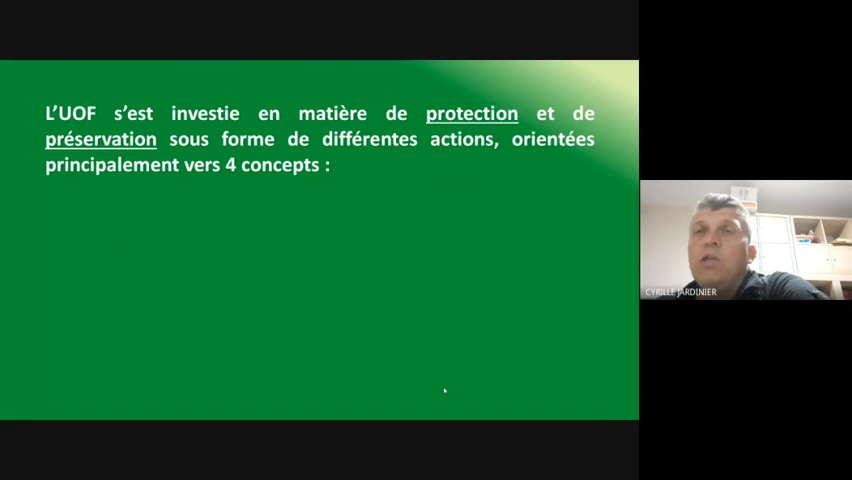 L’UOF s’est investie en matière de protection et de
préservation sous forme de différentes actions, orientées
principalement vers 4 concepts :
CYRILLE JARDINIER